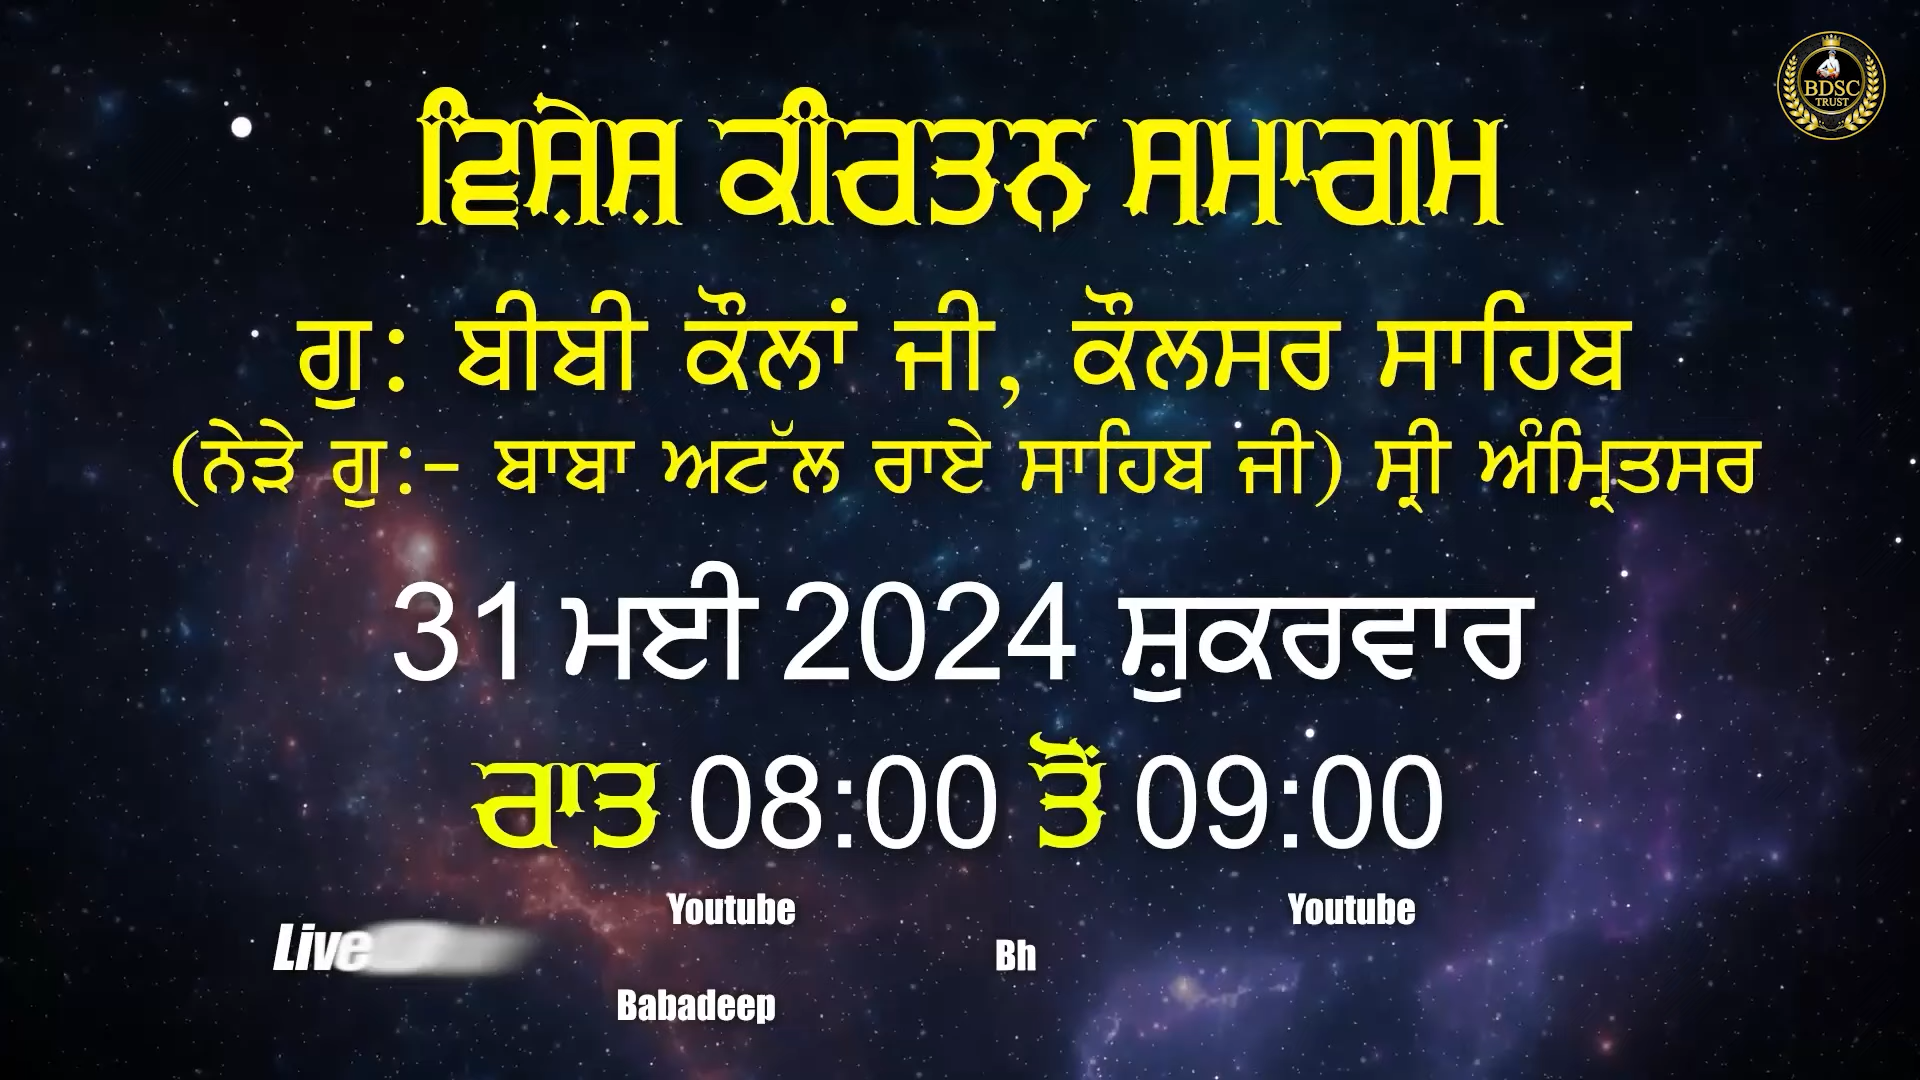 BDSC
TRUST
ਵਿਸ਼ੇਸ਼ ਕੀਰਤਨ ਸਮਾਗਮ
ਗੁ: ਬੀਬੀ ਕੌਲਾਂ ਜੀ, ਕੌਲਸਰ ਸਾਹਿਬ
(ਨੇੜੇ ਗੁ:- ਬਾਬਾ ਅਟੱਲ ਰਾਏ ਸਾਹਿਬ ਜੀ) ਸ੍ਰੀ ਅੰਮ੍ਰਿਤਸਰ
31 ਮਈ 2024 ਸ਼ੁਕਰਵਾਰ
ਰਾਤ 08:00 ਤੋਂ 09:00
Youtube Youtube
Live Bh
Babadeep